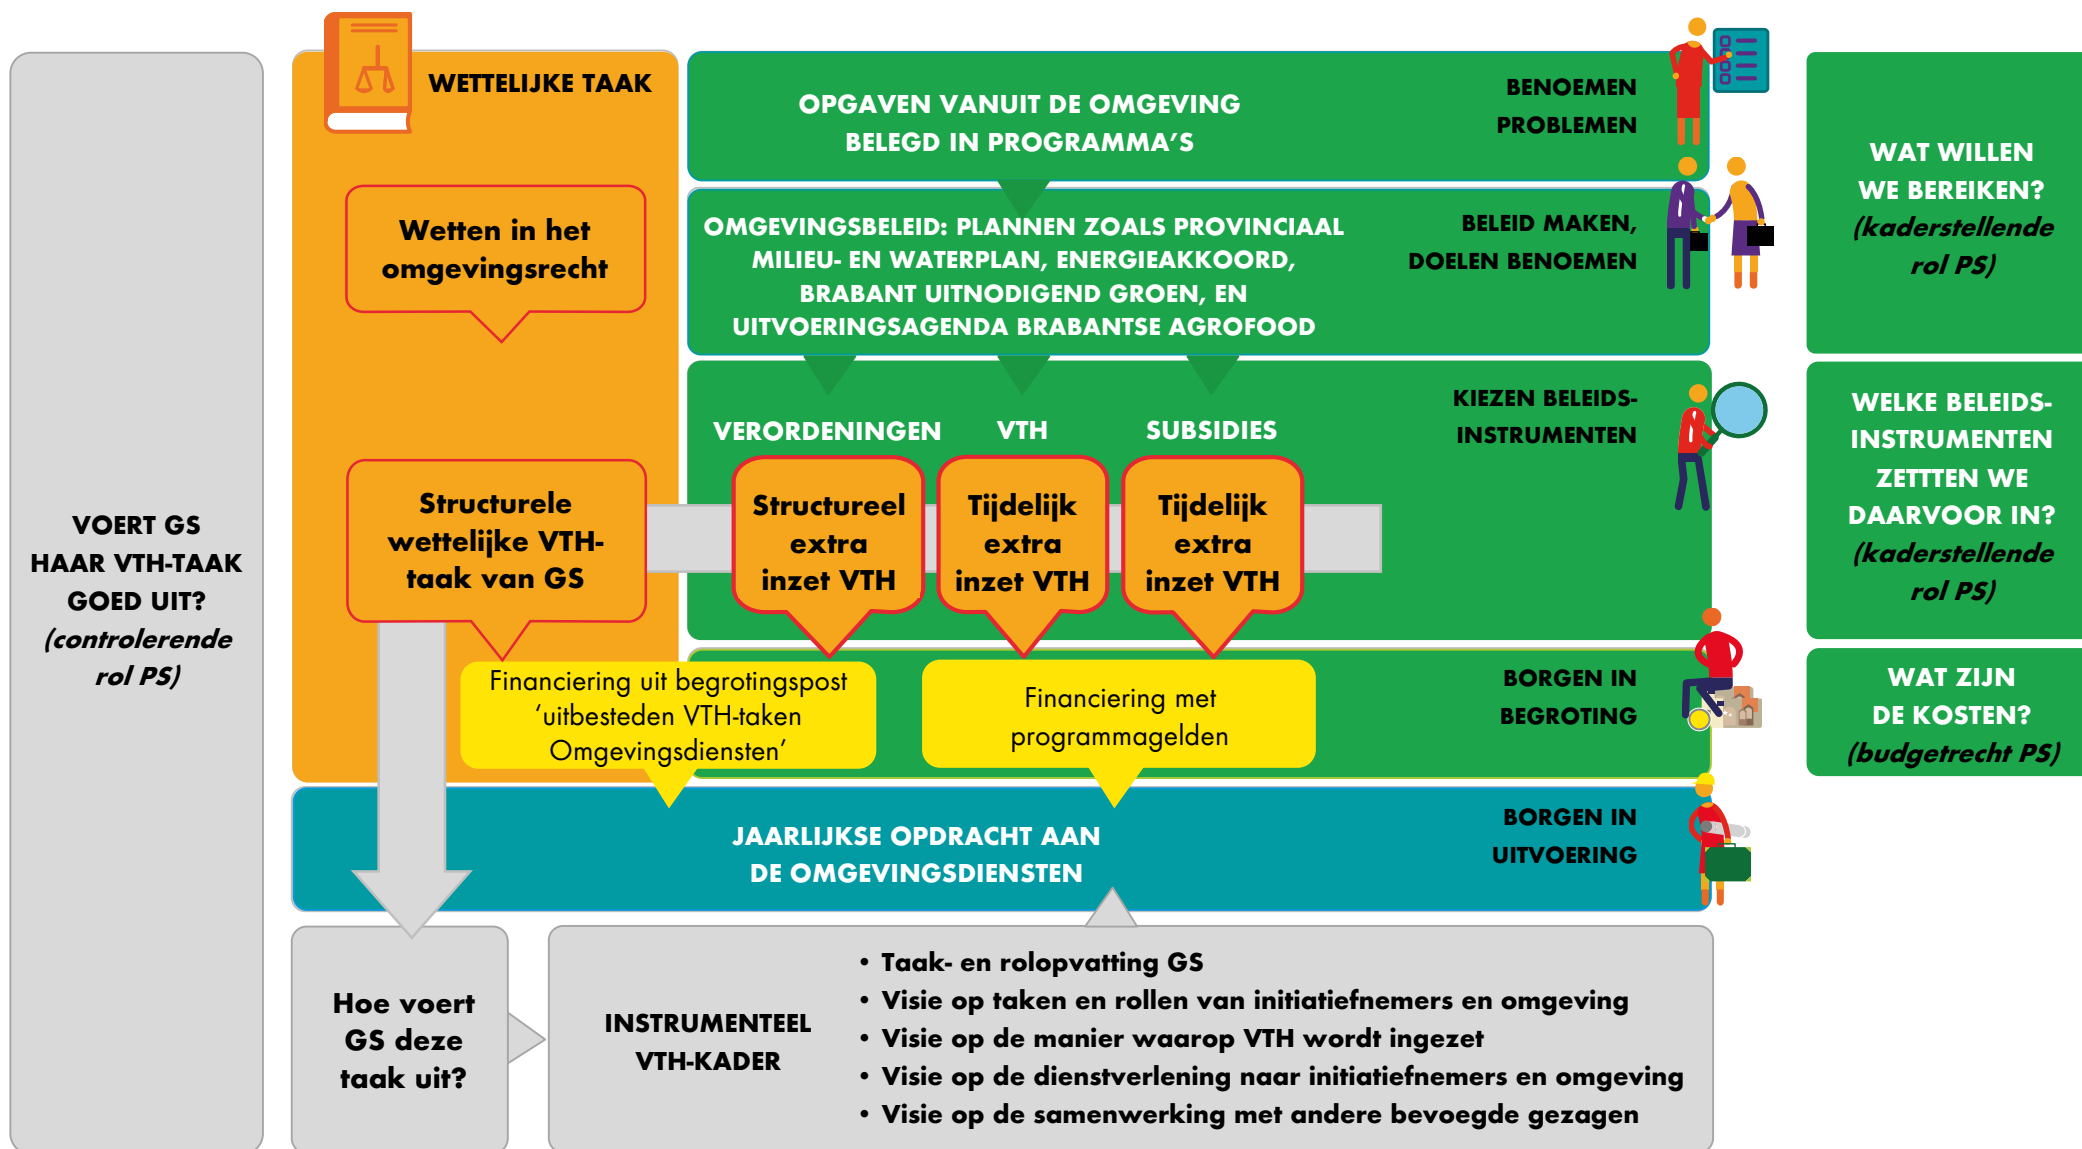 VOERT GS
HAAR VTH-TAAK
GOED UIT?
(controlerende
rol PS)
WETTELIJKE TAAK
Wetten in het
omgevingsrecht
Structurele
wettelijke VTH-
taak van GS
OPGAVEN VANUIT DE OMGEVING
BELEGD IN PROGRAMMA'S
BENOEMEN
PROBLEMEN
OMGEVINGSBELEID: PLANNEN ZOALS PROVINCIAAL
MILIEU- EN WATERPLAN, ENERGIEAKKOORD,
BRABANT UITNODIGEND GROEN, EN
UITVOERINGSAGENDA BRABANTSE AGROFOOD
BELEID MAKEN,
DOELEN BENOEMEN
KIEZEN BELEIDS-
INSTRUMENTEN
VERORDENINGEN
VTH
SUBSIDIES
Structureel
extra
inzet VTH
Tijdelijk
extra
inzet VTH
Tijdelijk
extra
inzet VTH
Financiering uit begrotingspost
‘uitbesteden VTH-taken
Omgevingsdiensten’
Financiering met
programmagelden
BORGEN IN
BEGROTING
JAARLIJKSE OPDRACHT AAN
DE OMGEVINGSDIENSTEN
BORGEN IN
UITVOERING
Hoe voert
GS deze
taak uit?
INSTRUMENTEEL
VTH-KADER
• Taak- en rolopvatting GS
• Visie op taken en rollen van initiatiefnemers en omgeving
• Visie op de manier waarop VTH wordt ingezet
• Visie op de dienstverlening naar initiatiefnemers en omgeving
• Visie op de samenwerking met andere bevoegde gezagen
WAT WILLEN
WE BEREIKEN?
(kaderstellende
rol PS)
WELKE BELEIDS-
INSTRUMENTEN
ZETTTEN WE
DAARVOOR IN?
(kaderstellende
rol PS)
WAT ZIJN
DE KOSTEN?
(budgetrecht PS)